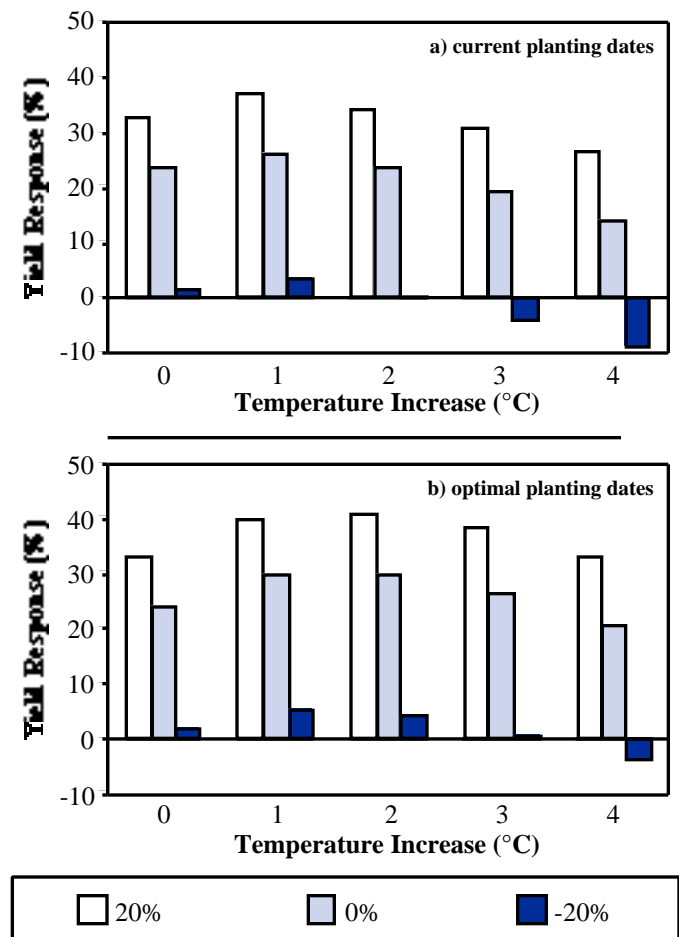 50
a) current planting dates
40
30
20
10
0
-10
Yield Response (%)
0 1 2 3 4
Temperature Increase (°C)
50
b) optimal planting dates
40
30
20
10
0
-10
Yield Response (%)
0 1 2 3 4
Temperature Increase (°C)
20% 0% -20%